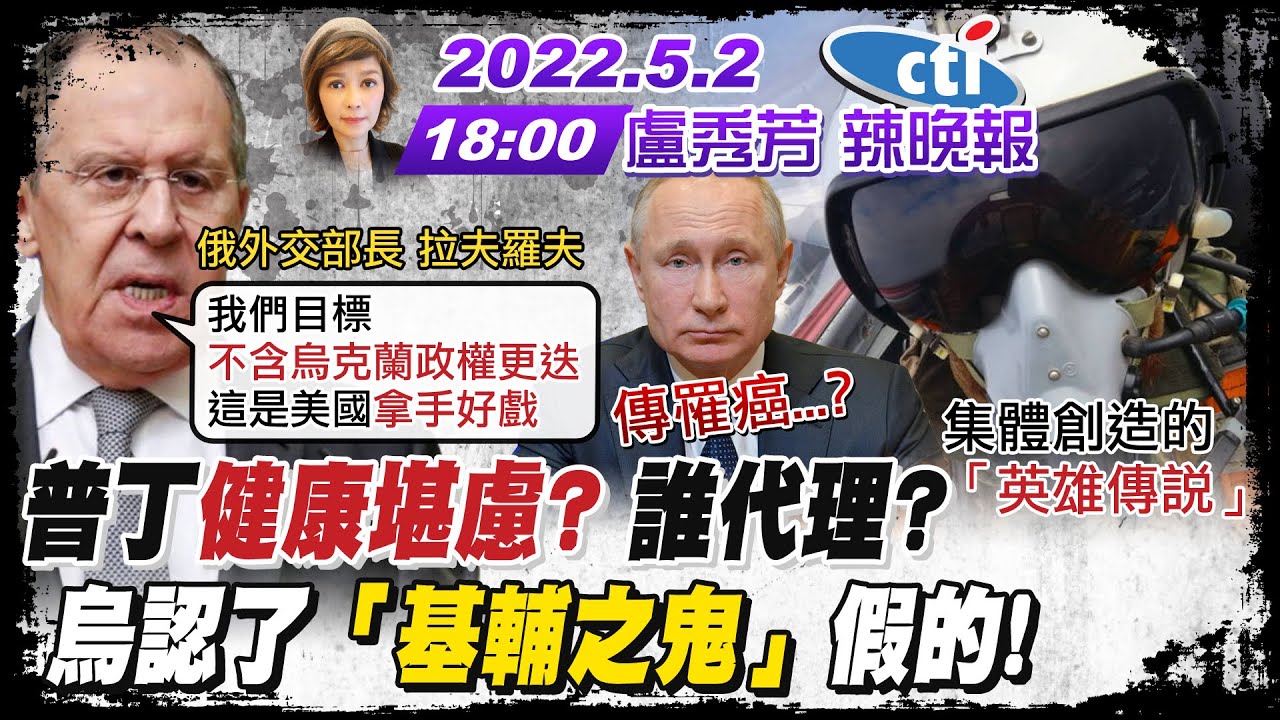 2022.5.2
cti
18:00 盧秀芳 辣晚報
俄外交部長 拉夫羅夫
我們目標
不含烏克蘭政權更迭
這是美國拿手好戲
傳罹癌...?
集體創造的
「英雄傳説」
普丁健康堪慮? 誰代理?
烏認了「基輔之鬼」假的!